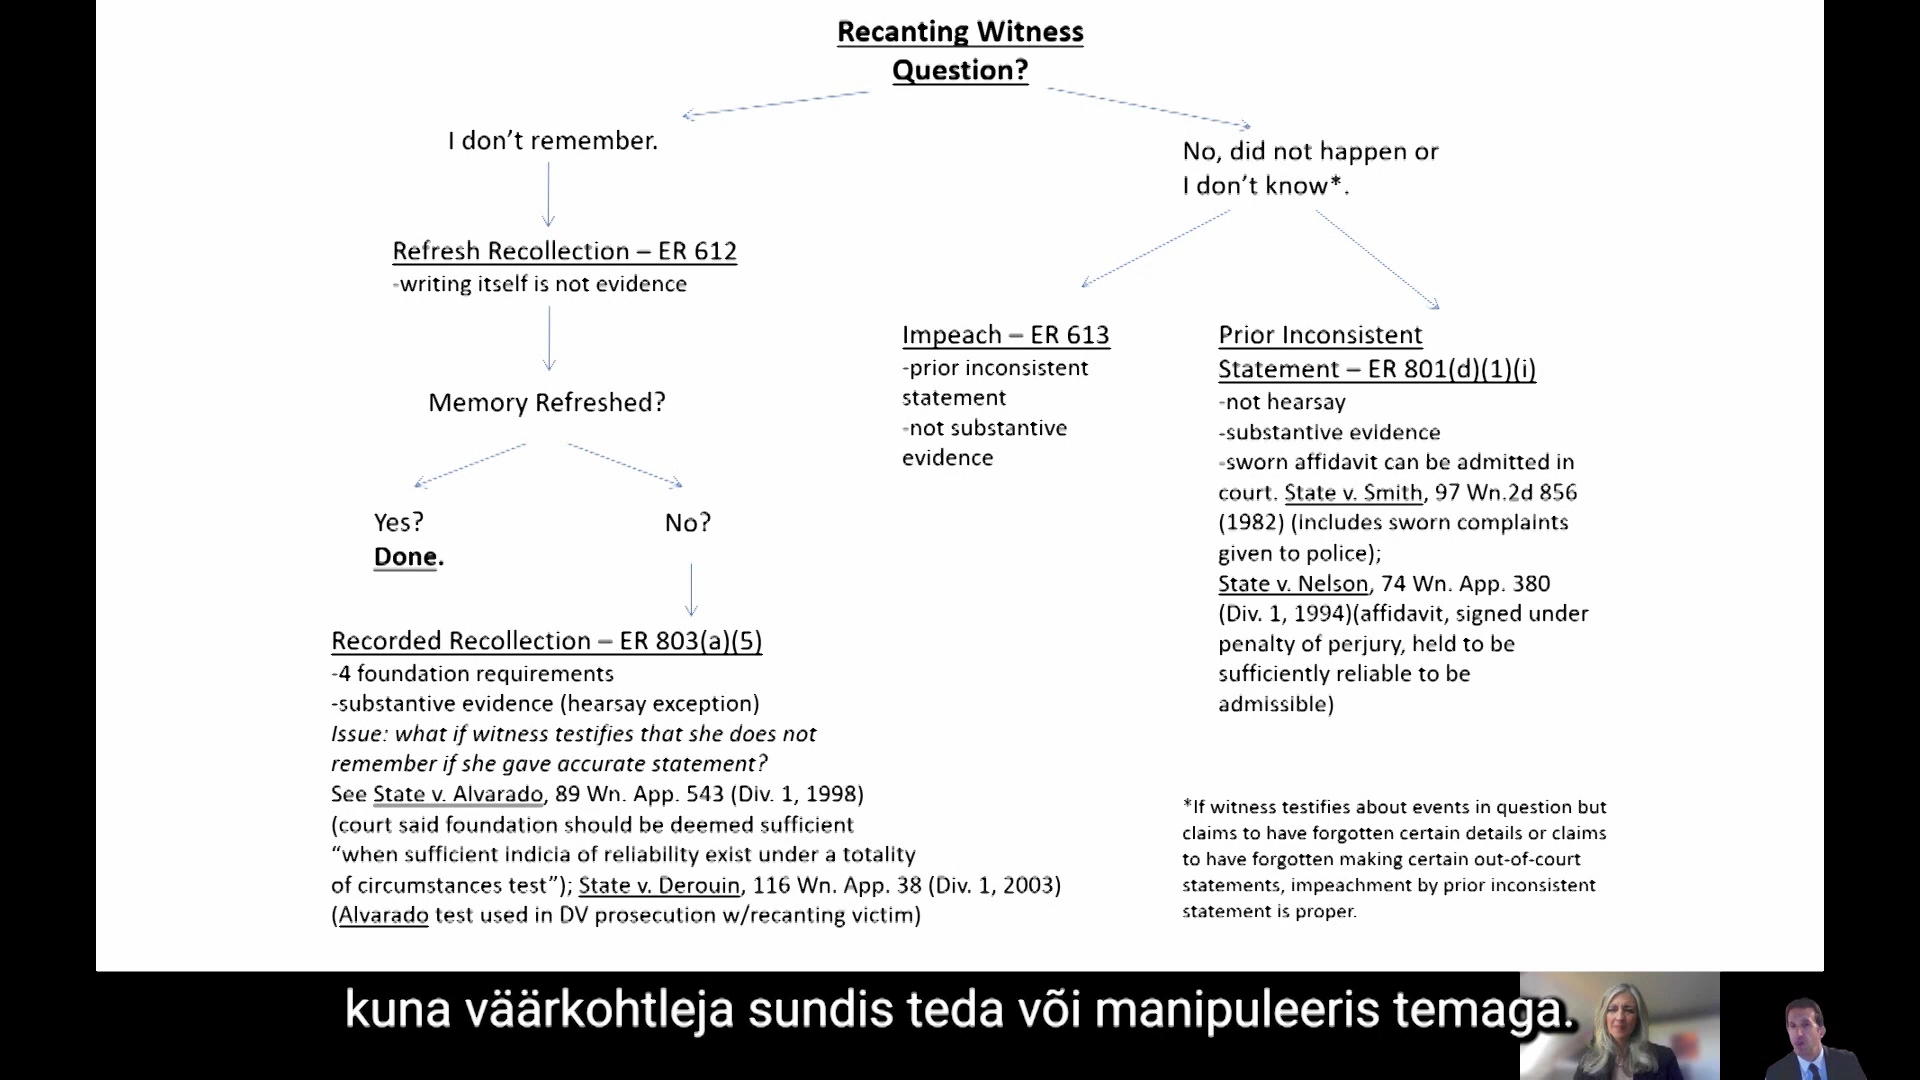 Recanting Witness
Question?
I don't remember.
No, did not happen or
I don't know*.
Refresh Recollection – ER 612
-writing itself is not evidence
Memory Refreshed?
Yes?
Done.
No?
Recorded Recollection – ER 803(a)(5)
-4 foundation requirements
-substantive evidence (hearsay exception)
Issue: what if witness testifies that she does not
remember if she gave accurate statement?
See State v. Alvarado, 89 Wn. App. 543 (Div. 1, 1998)
(court said foundation should be deemed sufficient
“when sufficient indicia of reliability exist under a totality
of circumstances test”); State v. Derouin, 116 Wn. App. 38 (Div. 1, 2003)
(Alvarado test used in DV prosecution w/recanting victim)
Impeach – ER 613
-prior inconsistent
statement
-not substantive
evidence
Prior Inconsistent
Statement – ER 801(d)(1)(i)
-not hearsay
-substantive evidence
-sworn affidavit can be admitted in
court. State v. Smith, 97 Wn.2d 856
(1982) (includes sworn complaints
given to police);
State v. Nelson, 74 Wn. App. 380
(Div. 1, 1994)(affidavit, signed under
penalty of perjury, held to be
sufficiently reliable to be
admissible)
*If witness testifies about events in question but
claims to have forgotten certain details or claims
to have forgotten making certain out-of-court
statements, impeachment by prior inconsistent
statement is proper.
kuna väärkohtleja sundis teda või manipuleeris temaga.